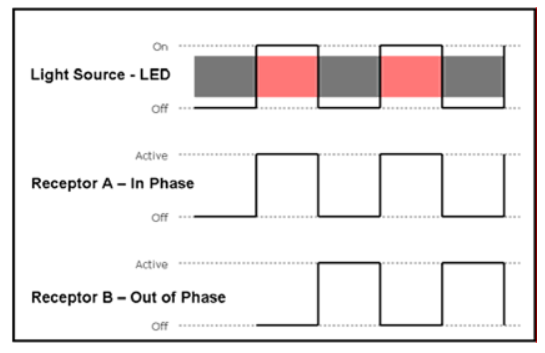 On
Light Source - LED
Off
Active
Receptor A – In Phase
Off
Active
Receptor B – Out of Phase
Off